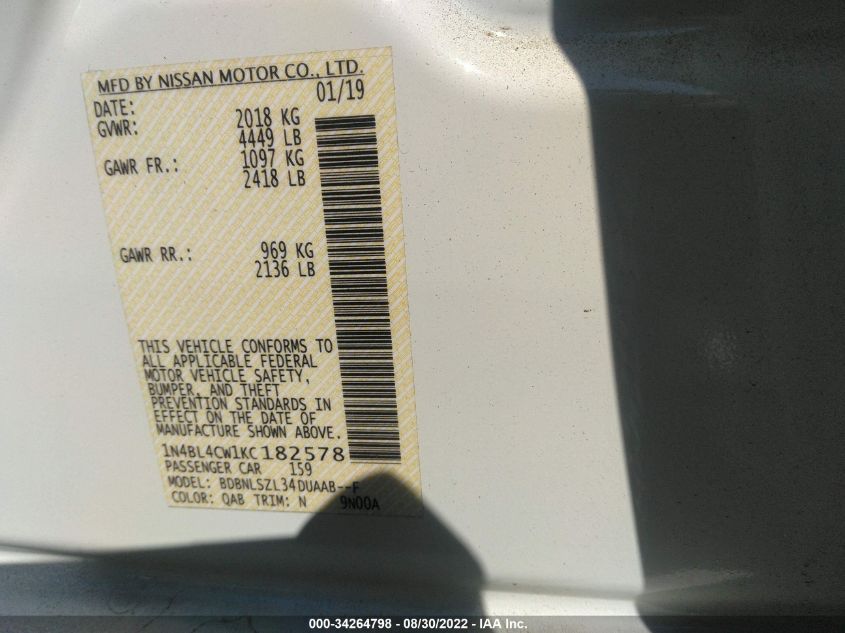 MFD BY NISSAN MOTOR CO., LTD.
DATE: 01/19
GVWR: 2018 KG
4449 LB
GAWR FR.: 1097 KG
2418 LB
GAWR RR.: 969 KG
2136 LB
THIS VEHICLE CONFORMS TO
ALL APPLICABLE FEDERAL
MOTOR VEHICLE SAFETY,
BUMPER, AND THEFT
PREVENTION STANDARDS IN
EFFECT ON THE DATE OF
MANUFACTURE SHOWN ABOVE.
1N4BL4CW1KC182578
PASSENGER CAR 159
MODEL: BDBNLSZL34DUAAB--F
COLOR: QAB TRIM: N 9N00A
000-34264798 - 08/30/2022 - IAA Inc.